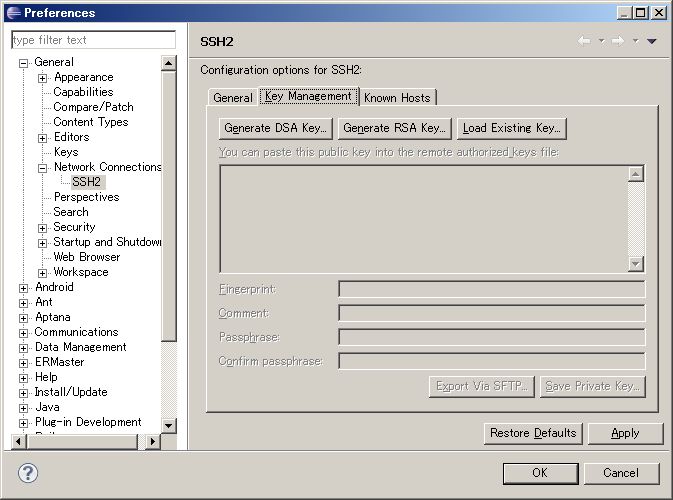 Preferences
type filter text
General
Appearance
Capabilities
Compare/Patch
Content Types
Editors
Keys
Network Connections
SSH2
Perspectives
Search
Security
Startup and Shutdown
Web Browser
Workspace
Android
Ant
Aptana
Communications
Data Management
ERMaster
Help
Install/Update
Java
Plug-in Development
SSH2
Configuration options for SSH2:
General
Key Management
Known Hosts
Generate DSA Key...
Generate RSA Key...
Load Existing Key...
You can paste this public key into the remote authorized_keys file:
Fingerprint:
Comment:
Passphrase:
Confirm passphrase:
Export Via SFTP...
Save Private Key...
Restore Defaults
Apply
?
OK
Cancel